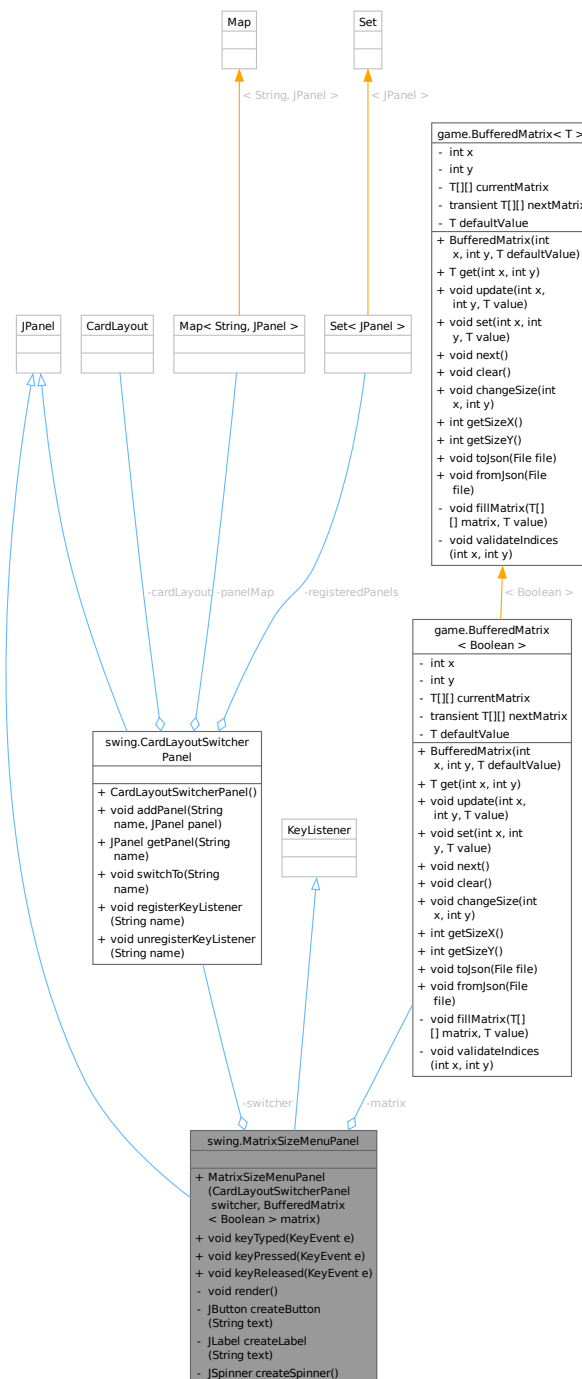 Map
Set
< String, JPanel >
< JPanel >
game.BufferedMatrix< T >
- int x
- int y
- T[][] currentMatrix
- transient T[][] nextMatrix
- T defaultValue
+ BufferedMatrix(int
x, int y, T defaultValue)
+ T get(int x, int y)
+ void update(int x,
int y, T value)
+ void set(int x, int
y, T value)
+ void next()
+ void clear()
+ void changeSize(int
x, int y)
+ int getSizeX()
+ int getSizeY()
+ void toJson(File file)
+ void fromJson(File
file)
- void fillMatrix(T[]
[] matrix, T value)
- void validateIndices
(int x, int y)
JPanel
CardLayout
Map< String, JPanel >
Set< JPanel >
-cardLayout
-panelMap
-registeredPanels
< Boolean >
game.BufferedMatrix
< Boolean >
- int x
- int y
- T[][] currentMatrix
- transient T[][] nextMatrix
- T defaultValue
+ BufferedMatrix(int
x, int y, T defaultValue)
+ T get(int x, int y)
+ void update(int x,
int y, T value)
+ void set(int x, int
y, T value)
+ void next()
+ void clear()
+ void changeSize(int
x, int y)
+ int getSizeX()
+ int getSizeY()
+ void toJson(File file)
+ void fromJson(File
file)
- void fillMatrix(T[]
[] matrix, T value)
- void validateIndices
(int x, int y)
swing.CardLayoutSwitcher
Panel
+ CardLayoutSwitcherPanel()
+ void addPanel(String
name, JPanel panel)
+ JPanel getPanel(String
name)
+ void switchTo(String
name)
+ void registerKeyListener
(String name)
+ void unregisterKeyListener
(String name)
KeyListener
-switcher
-matrix
swing.MatrixSizeMenuPanel
+ MatrixSizeMenuPanel
(CardLayoutSwitcherPanel
switcher, BufferedMatrix
< Boolean > matrix)
+ void keyTyped(KeyEvent e)
+ void keyPressed(KeyEvent e)
+ void keyReleased(KeyEvent e)
- void render()
- JButton createButton
(String text)
- JLabel createLabel
(String text)
- JSpinner createSpinner()